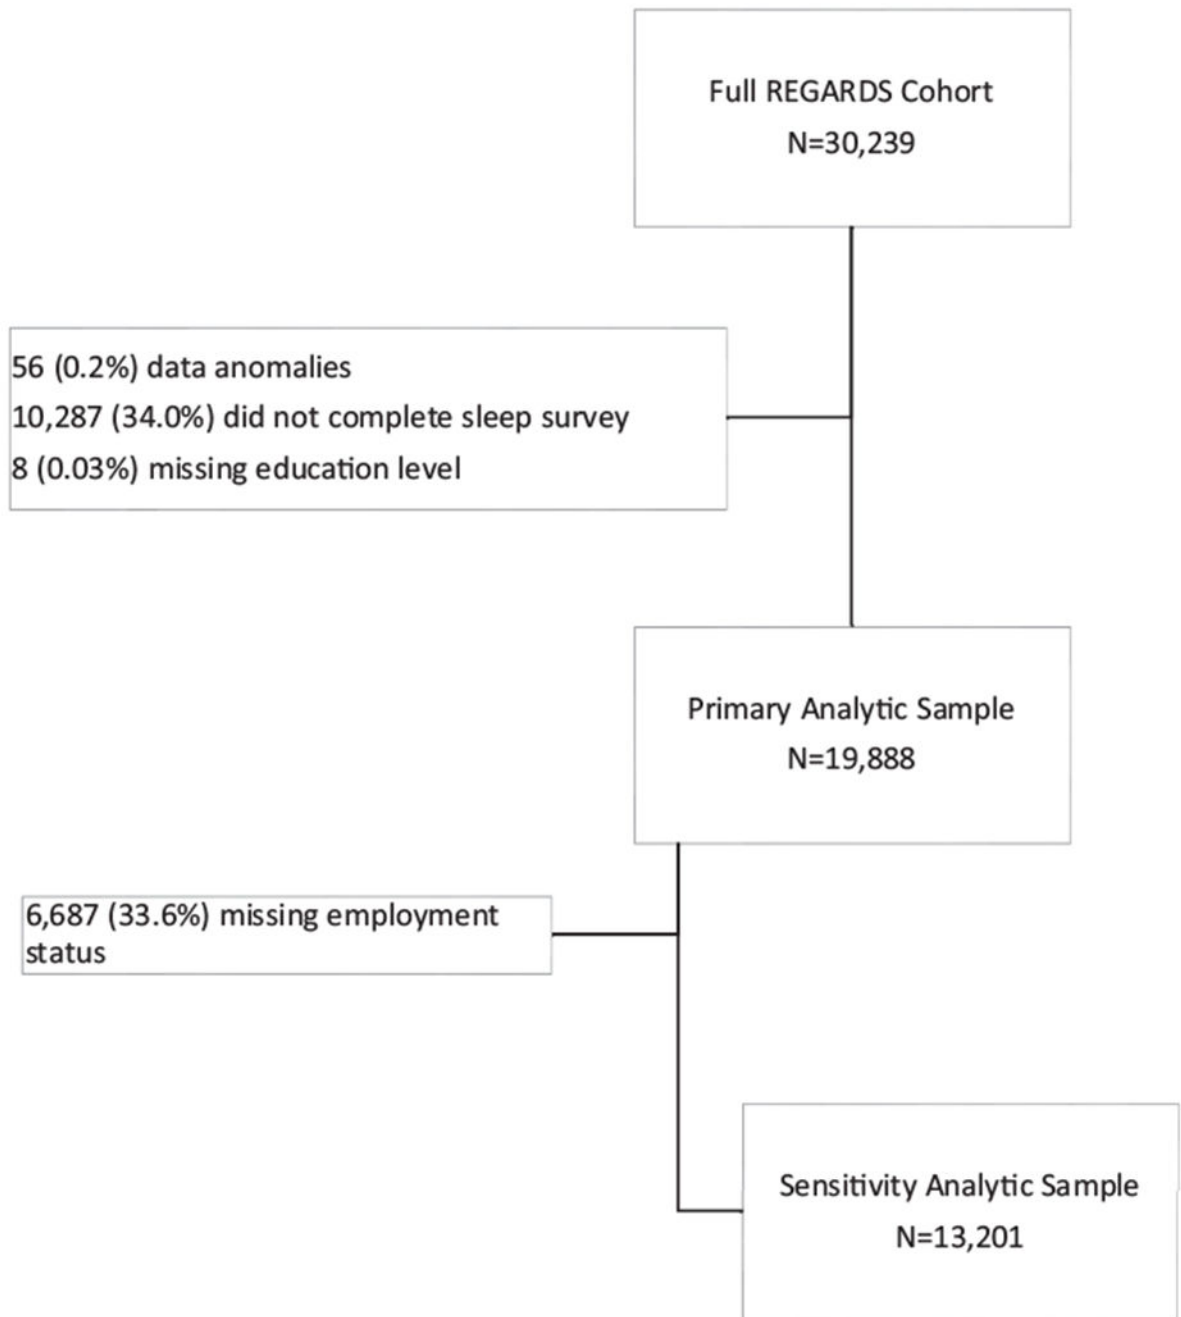 Full REGARDS Cohort
N=30,239
56 (0.2%) data anomalies
10,287 (34.0%) did not complete sleep survey
8 (0.03%) missing education level
Primary Analytic Sample
N=19,888
6,687 (33.6%) missing employment
status
Sensitivity Analytic Sample
N=13,201